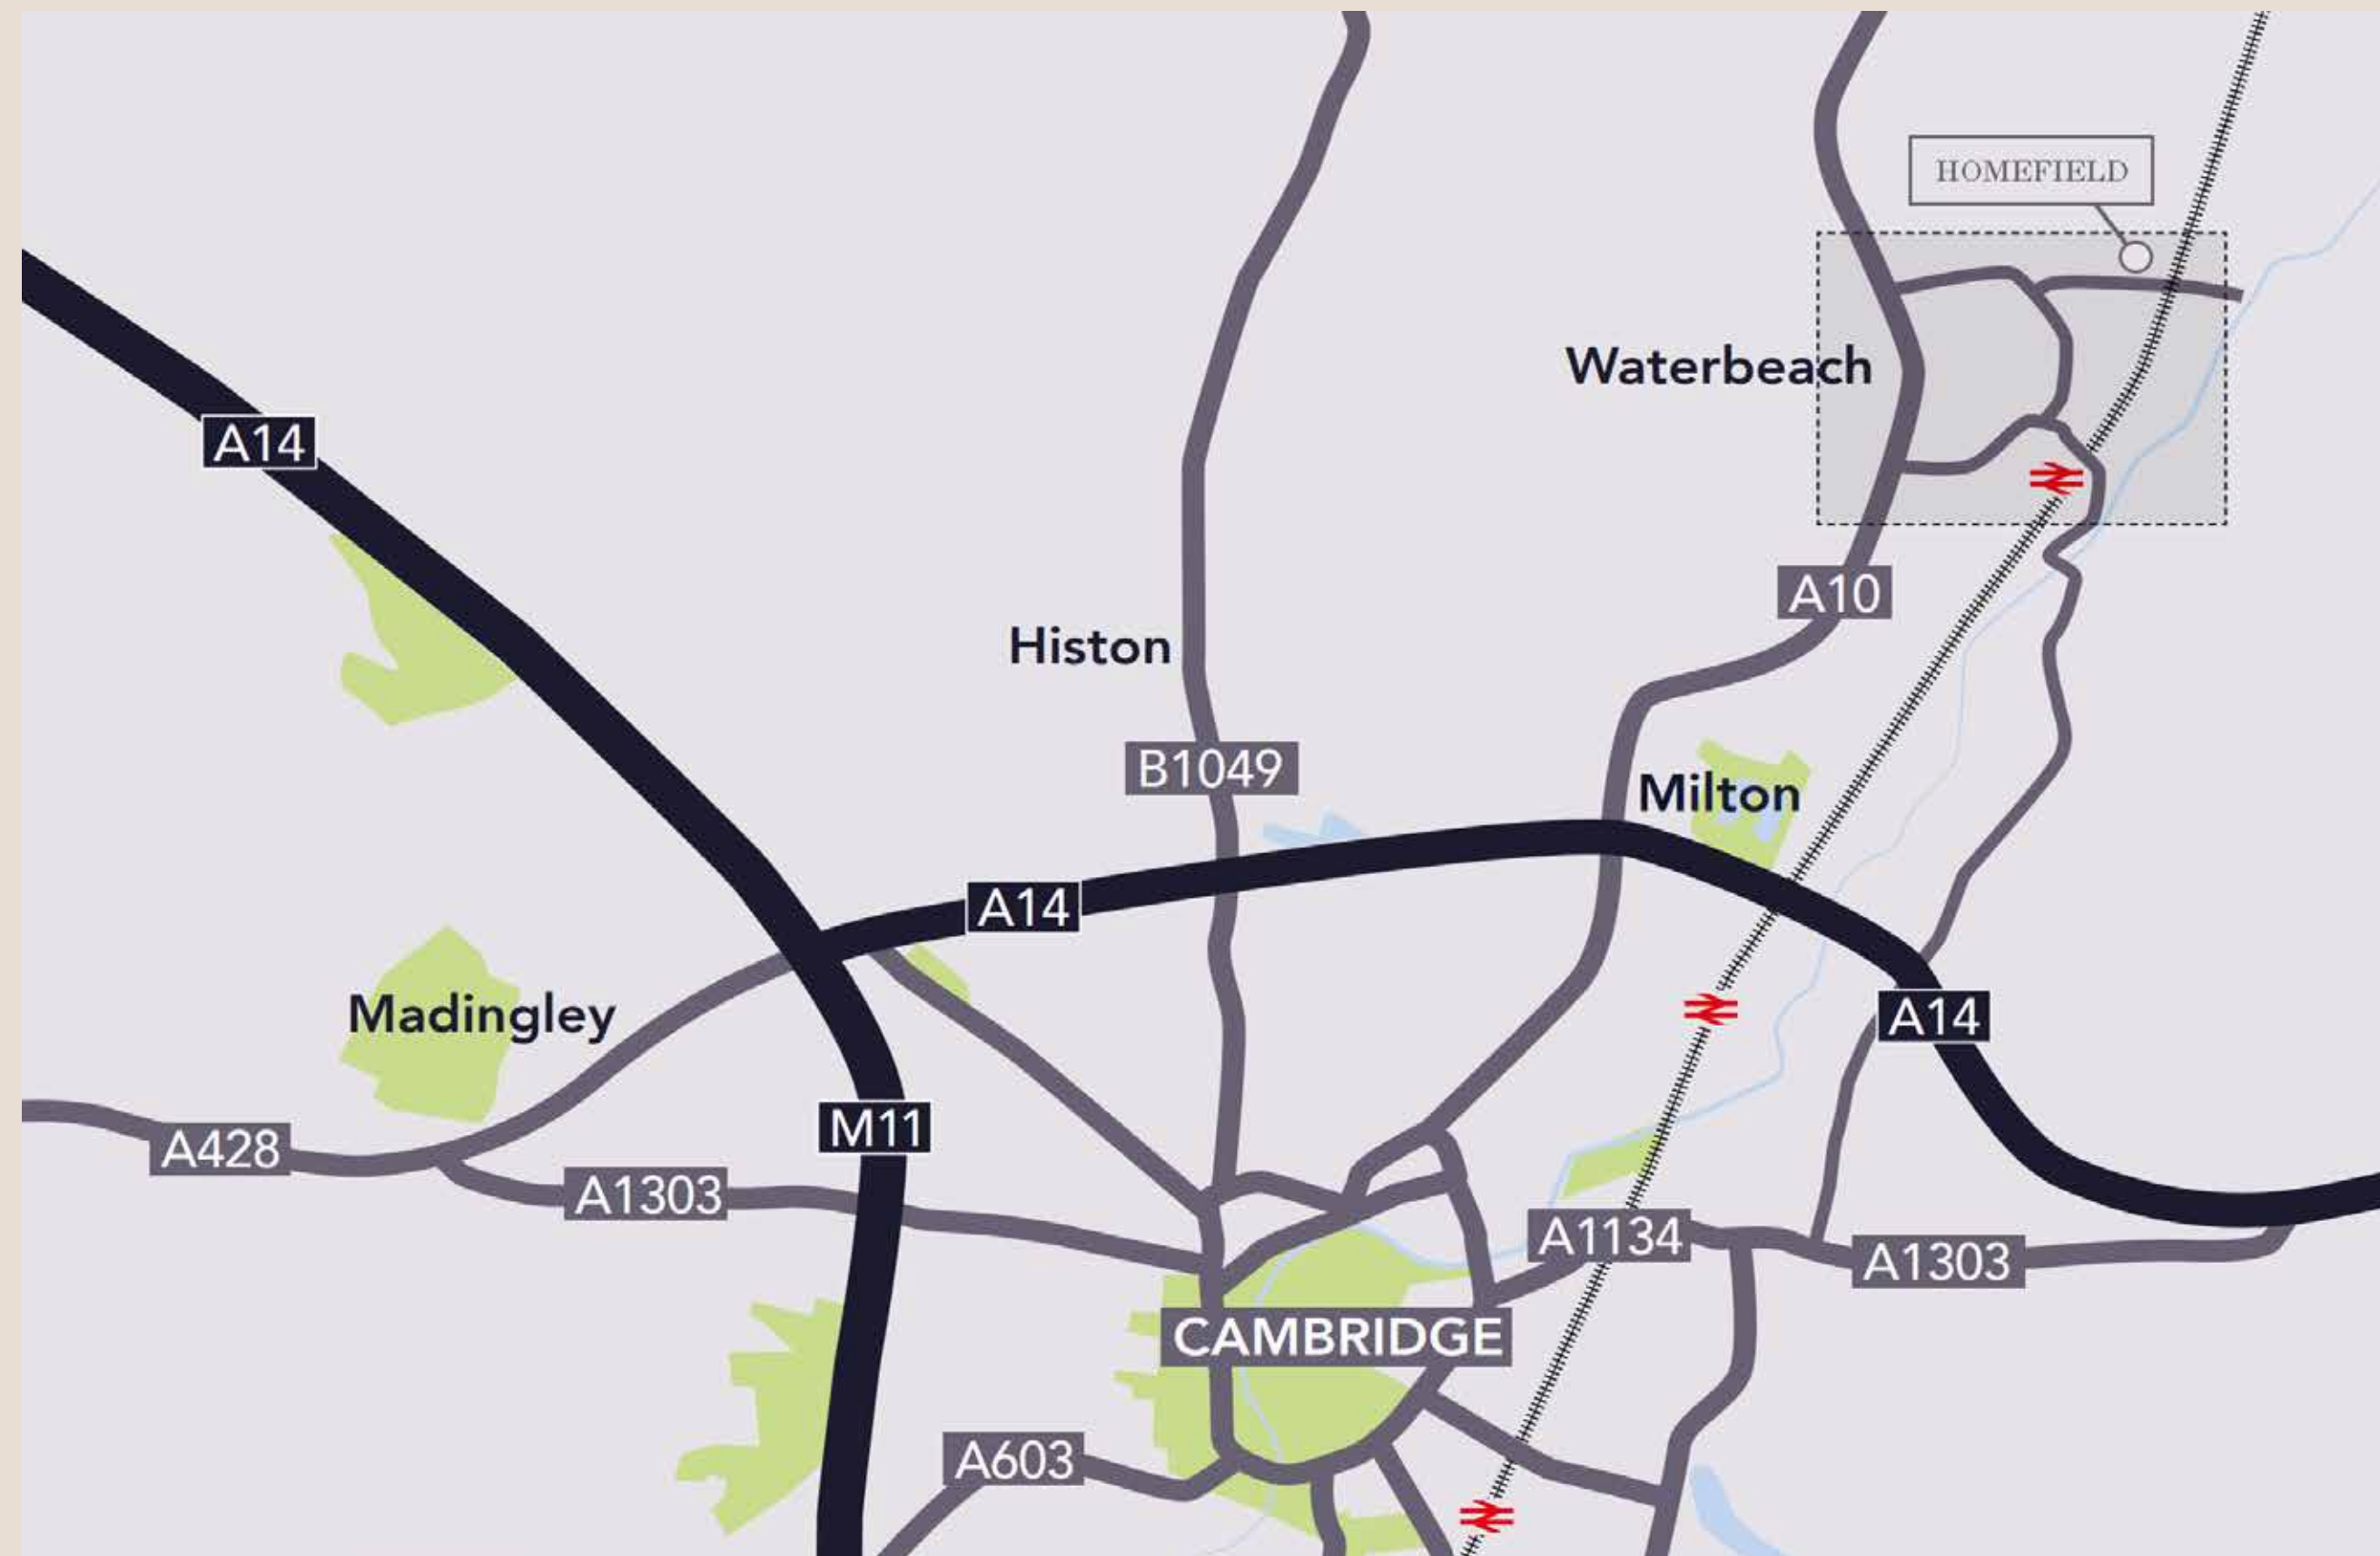 HOMEFIELD
Waterbeach
A14
A10
Histon
B1049
Milton
A14
Madingley
A14
M11
A428
A1303
A1134
A1303
CAMBRIDGE
A603